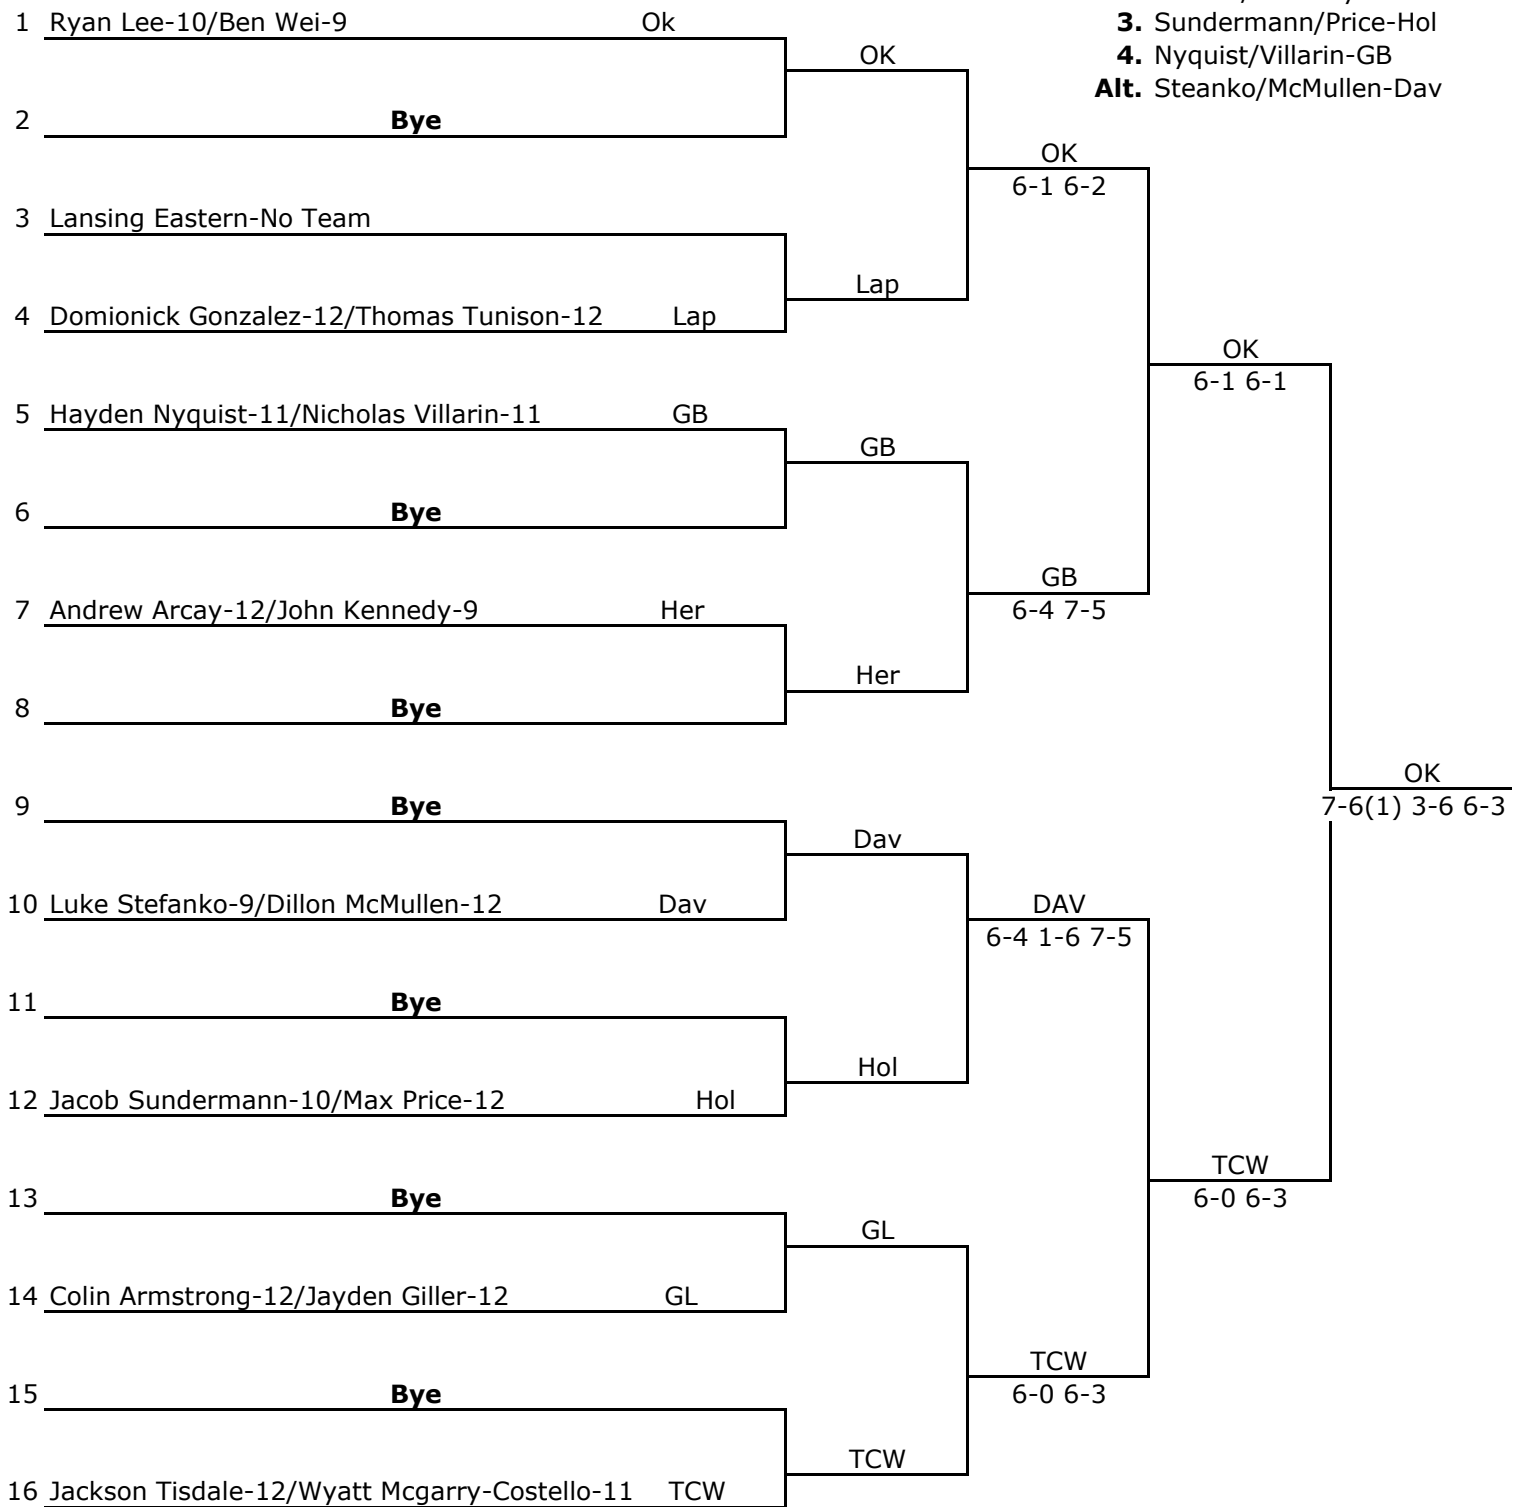 1 Ryan Lee-10/Ben Wei-9 Ok
3. Sundermann/Price-Hol
OK
4. Nyquist/Villarin-GB
Alt. Steanko/McMullen-Dav
2 Bye
OK
6-1 6-2
3 Lansing Eastern-No Team
Lap
4 Domionick Gonzalez-12/Thomas Tunison-12 Lap
OK
6-1 6-1
5 Hayden Nyquist-11/Nicholas Villarin-11 GB
GB
6 Bye
GB
6-4 7-5
7 Andrew Arcay-12/John Kennedy-9 Her
Her
8 Bye
OK
7-6(1) 3-6 6-3
9 Bye
Dav
10 Luke Stefanko-9/Dillon McMullen-12 Dav
DAV
6-4 1-6 7-5
11 Bye
Hol
12 Jacob Sundermann-10/Max Price-12 Hol
TCW
6-0 6-3
13 Bye
GL
14 Colin Armstrong-12/Jayden Giller-12 GL
TCW
6-0 6-3
15 Bye
TCW
16 Jackson Tisdale-12/Wyatt Mcgarry-Costello-11 TCW